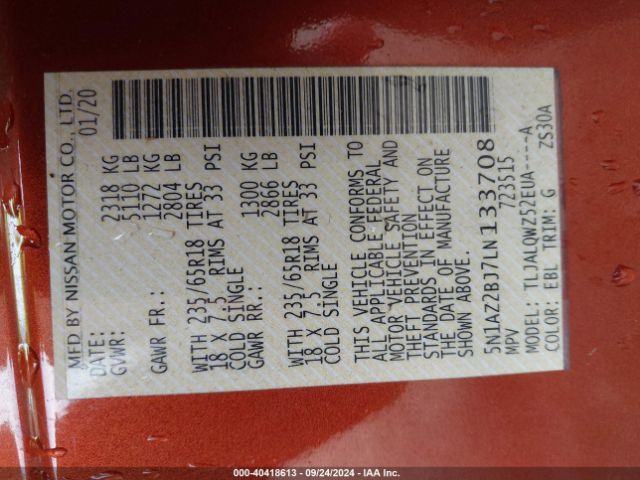 MFD BY NISSAN MOTOR CO., LTD.
DATE: 01/20
GVWR: 2318 KG
5110 LB
GAWR FR.: 1272 KG
2804 LB
WITH 235/65R18 TIRES
18 X 7.5 RIMS AT 33 PSI
COLD SINGLE
GAWR RR.: 1300 KG
2866 LB
WITH 235/65R18 TIRES
18 X 7.5 RIMS AT 33 PSI
COLD SINGLE
THIS VEHICLE CONFORMS TO
ALL APPLICABLE FEDERAL
MOTOR VEHICLE SAFETY AND
THEFT PREVENTION
STANDARDS IN EFFECT ON
THE DATE OF MANUFACTURE
SHOWN ABOVE.
5N1AZ2BJ7LN133708
MPV 723515
MODEL: TLJALQWZ52EUA----A
COLOR: EBL TRIM: G ZS30A
000-40418613 - 09/24/2024 - IAA Inc.